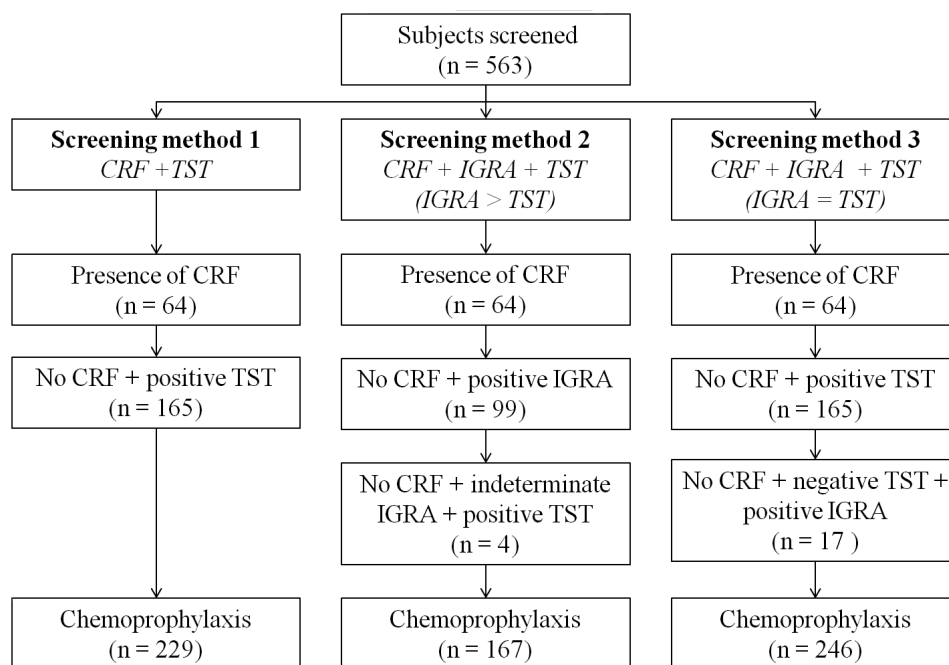 Subjects screened
(n = 563)
Screening method 1
CRF +TST
Screening method 2
CRF + IGRA + TST
(IGRA > TST)
Screening method 3
CRF + IGRA + TST
(IGRA = TST)
Presence of CRF
(n = 64)
Presence of CRF
(n = 64)
Presence of CRF
(n = 64)
No CRF + positive TST
(n = 165)
No CRF + positive IGRA
(n = 99)
No CRF + positive TST
(n = 165)
No CRF + indeterminate
IGRA + positive TST
(n = 4)
No CRF + negative TST +
positive IGRA
(n = 17 )
Chemoprophylaxis
(n = 229)
Chemoprophylaxis
(n = 167)
Chemoprophylaxis
(n = 246)